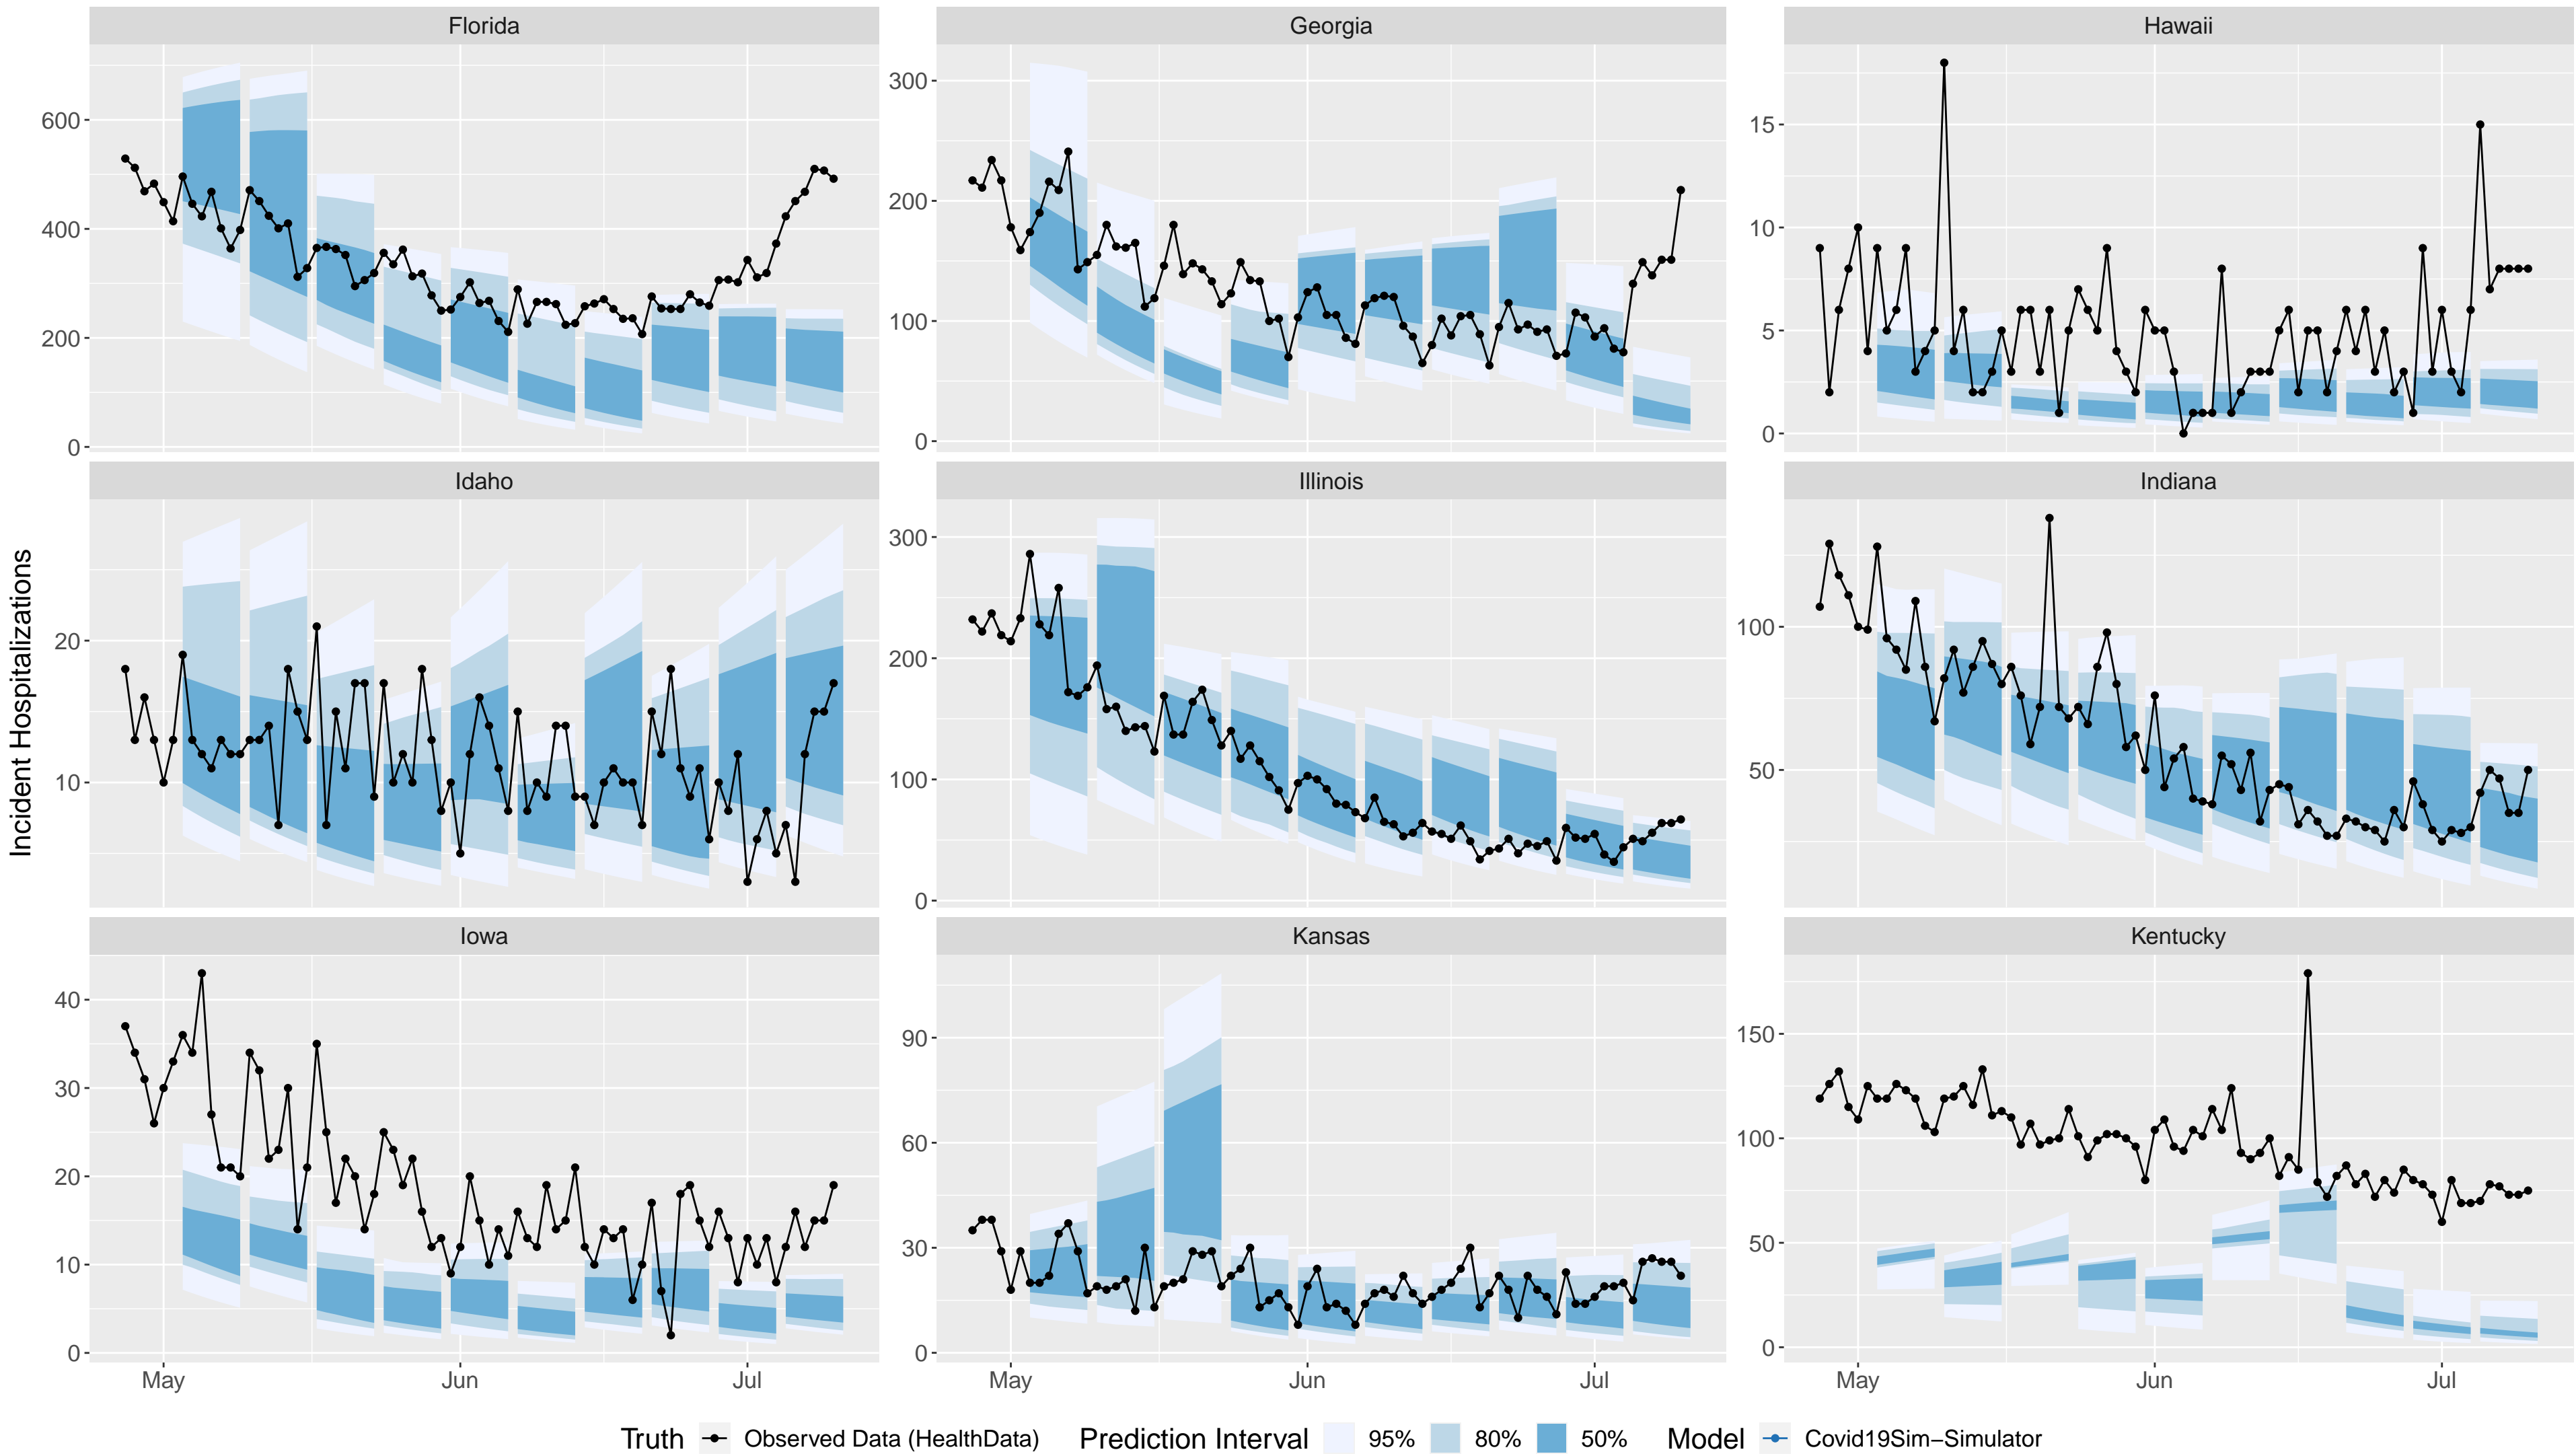 Florida
Georgia
Hawaii
600
400
200
0
300
200
100
0
15
10
5
0
Idaho
Illinois
Indiana
Incident Hospitalizations
20
10
300
200
100
0
100
50
Iowa
Kansas
Kentucky
40
30
20
10
0
90
60
30
0
150
100
50
0
May Jun Jul
May Jun Jul
May Jun Jul
Truth Observed Data (HealthData) Prediction Interval 95% 80% 50% Model Covid19Sim−Simulator